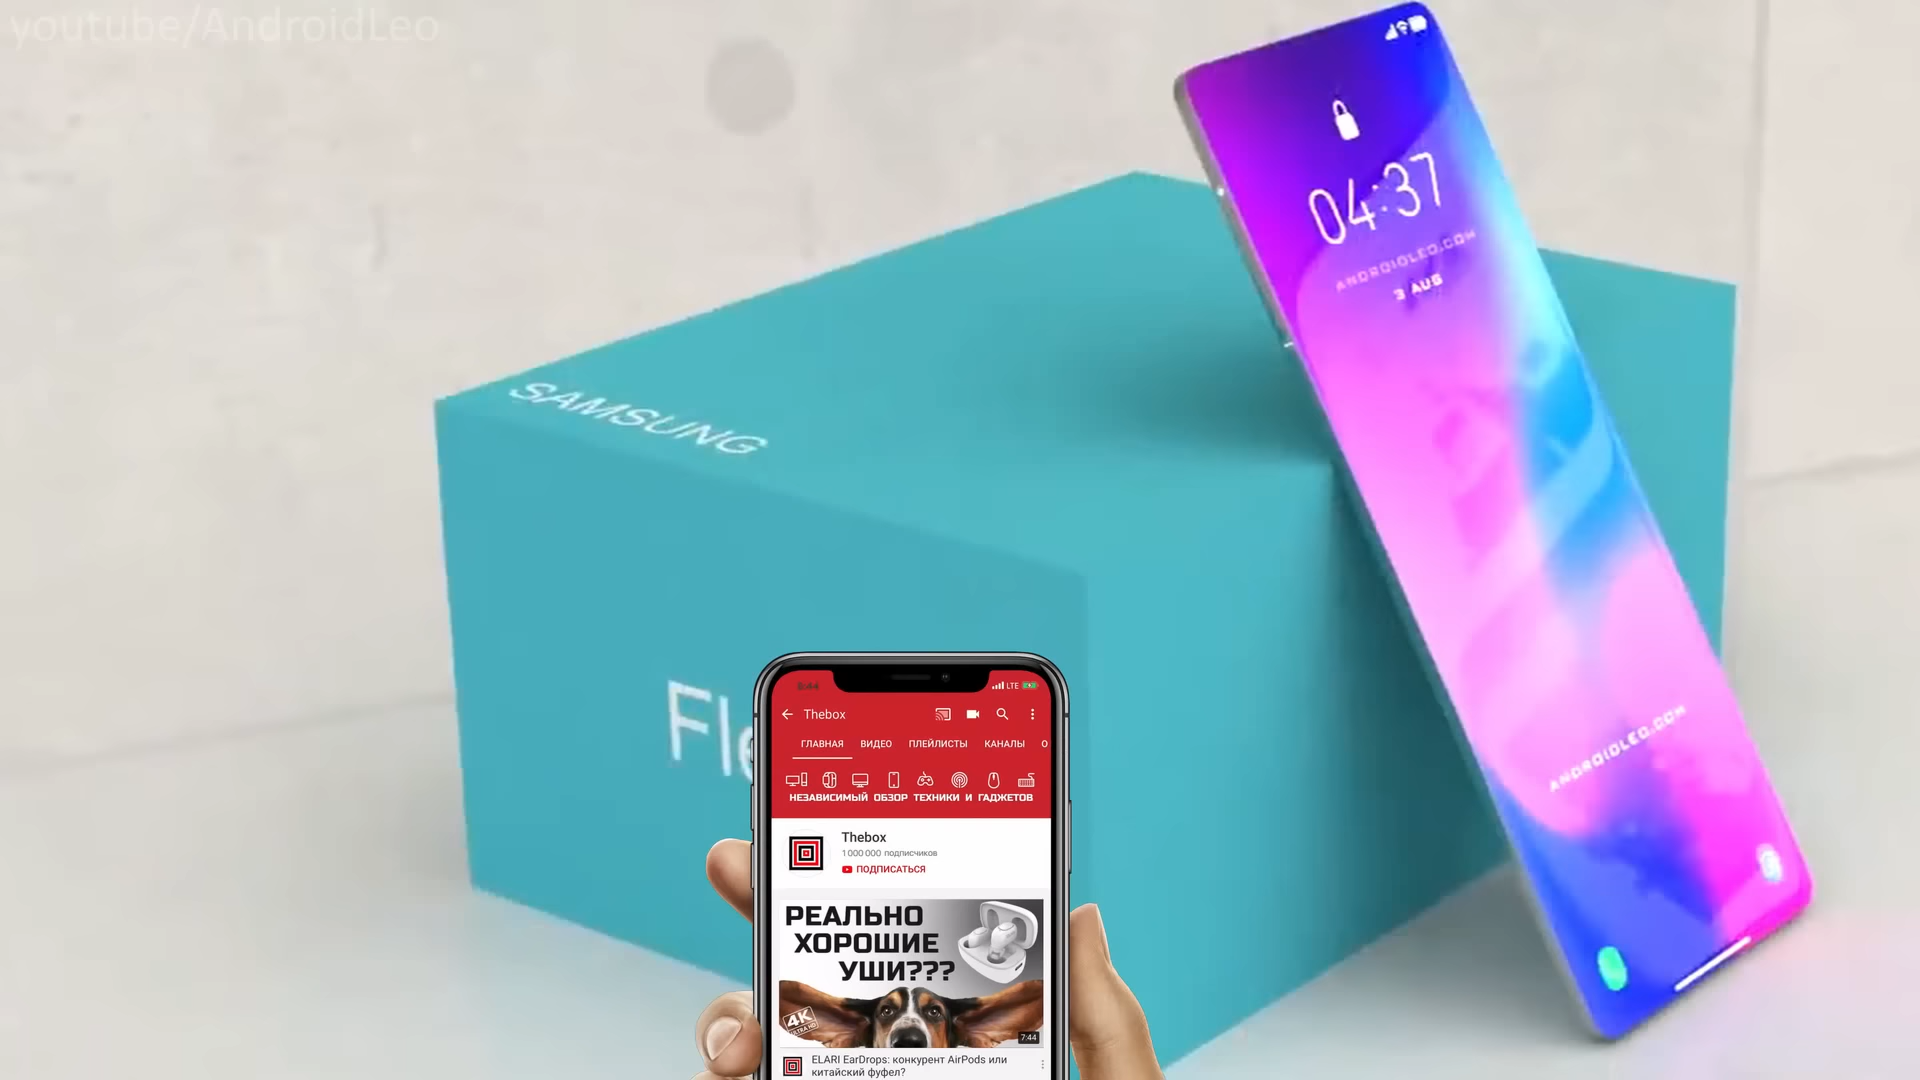 youtube/AndroidLeo
04:37
ANDROIDLEO.COM
3 AUG
SAMSUNG
Fle
ANDROIDLEO.COM
LTE
Thebox
ГЛАВНАЯ ВИДЕО ПЛЕЙЛИСТЫ КАНАЛЫ О
НЕЗАВИСИМЫЙ ОБЗОР ТЕХНИКИ И ГАДЖЕТОВ
Thebox
1 000 000 подписчиков
ПОДПИСАТЬСЯ
РЕАЛЬНО
ХОРОШИЕ
УШИ???
4K
ULTRA HD
7:44
ELARI EarDrops: конкурент AirPods или
китайский фуфел?